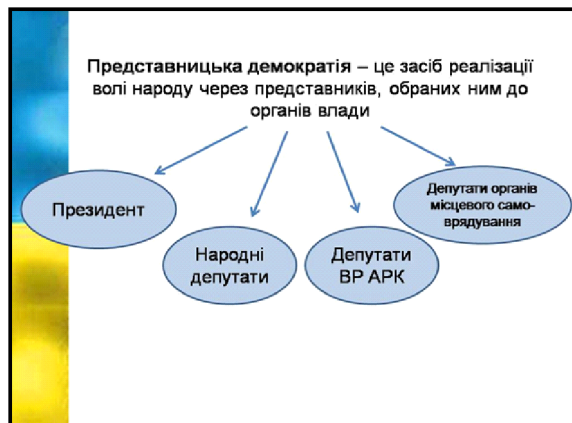 Представницька демократія – це засіб реалізації
волі народу через представників, обраних ним до
органів влади
Президент
Народні
депутати
Депутати
ВР АРК
Депутати органів
місцевого само-
врядування